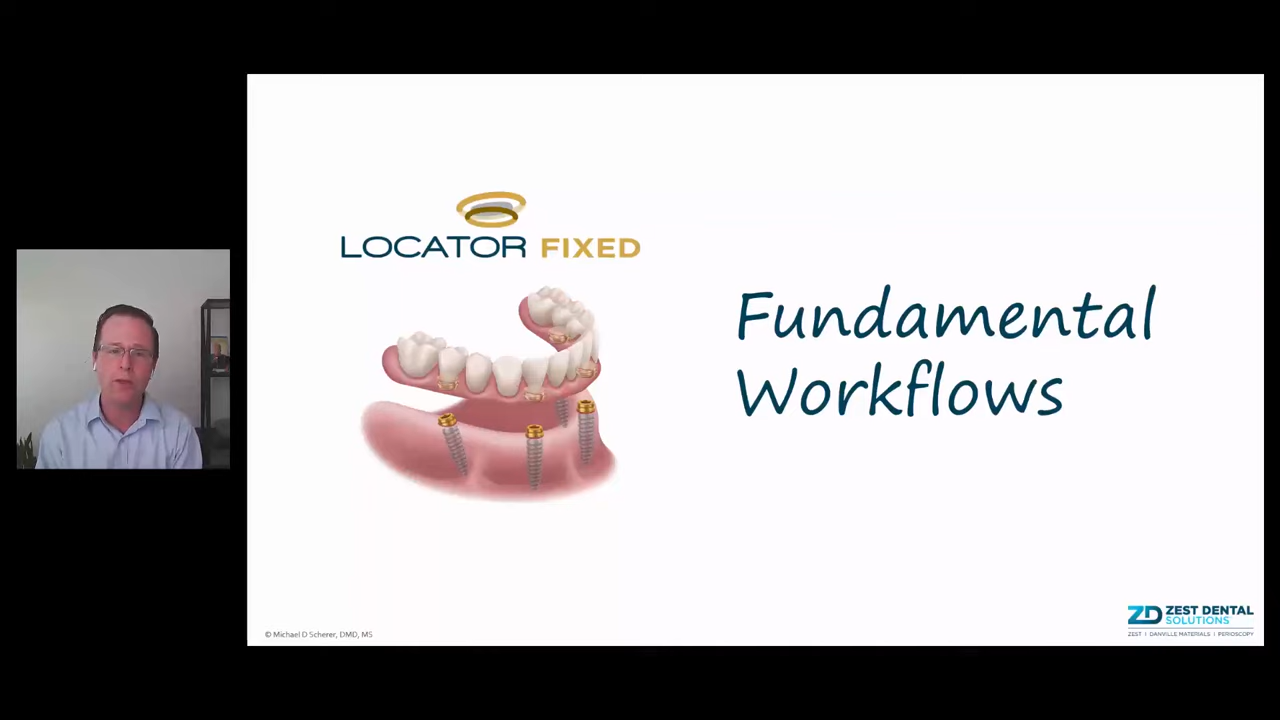 LOCATOR FIXED
Fundamental
Workflows
© Michael D Scherer, DMD, MS
ZD ZEST DENTAL
SOLUTIONS
ZEST | DANVILLE MATERIALS | PERIOSCOPY